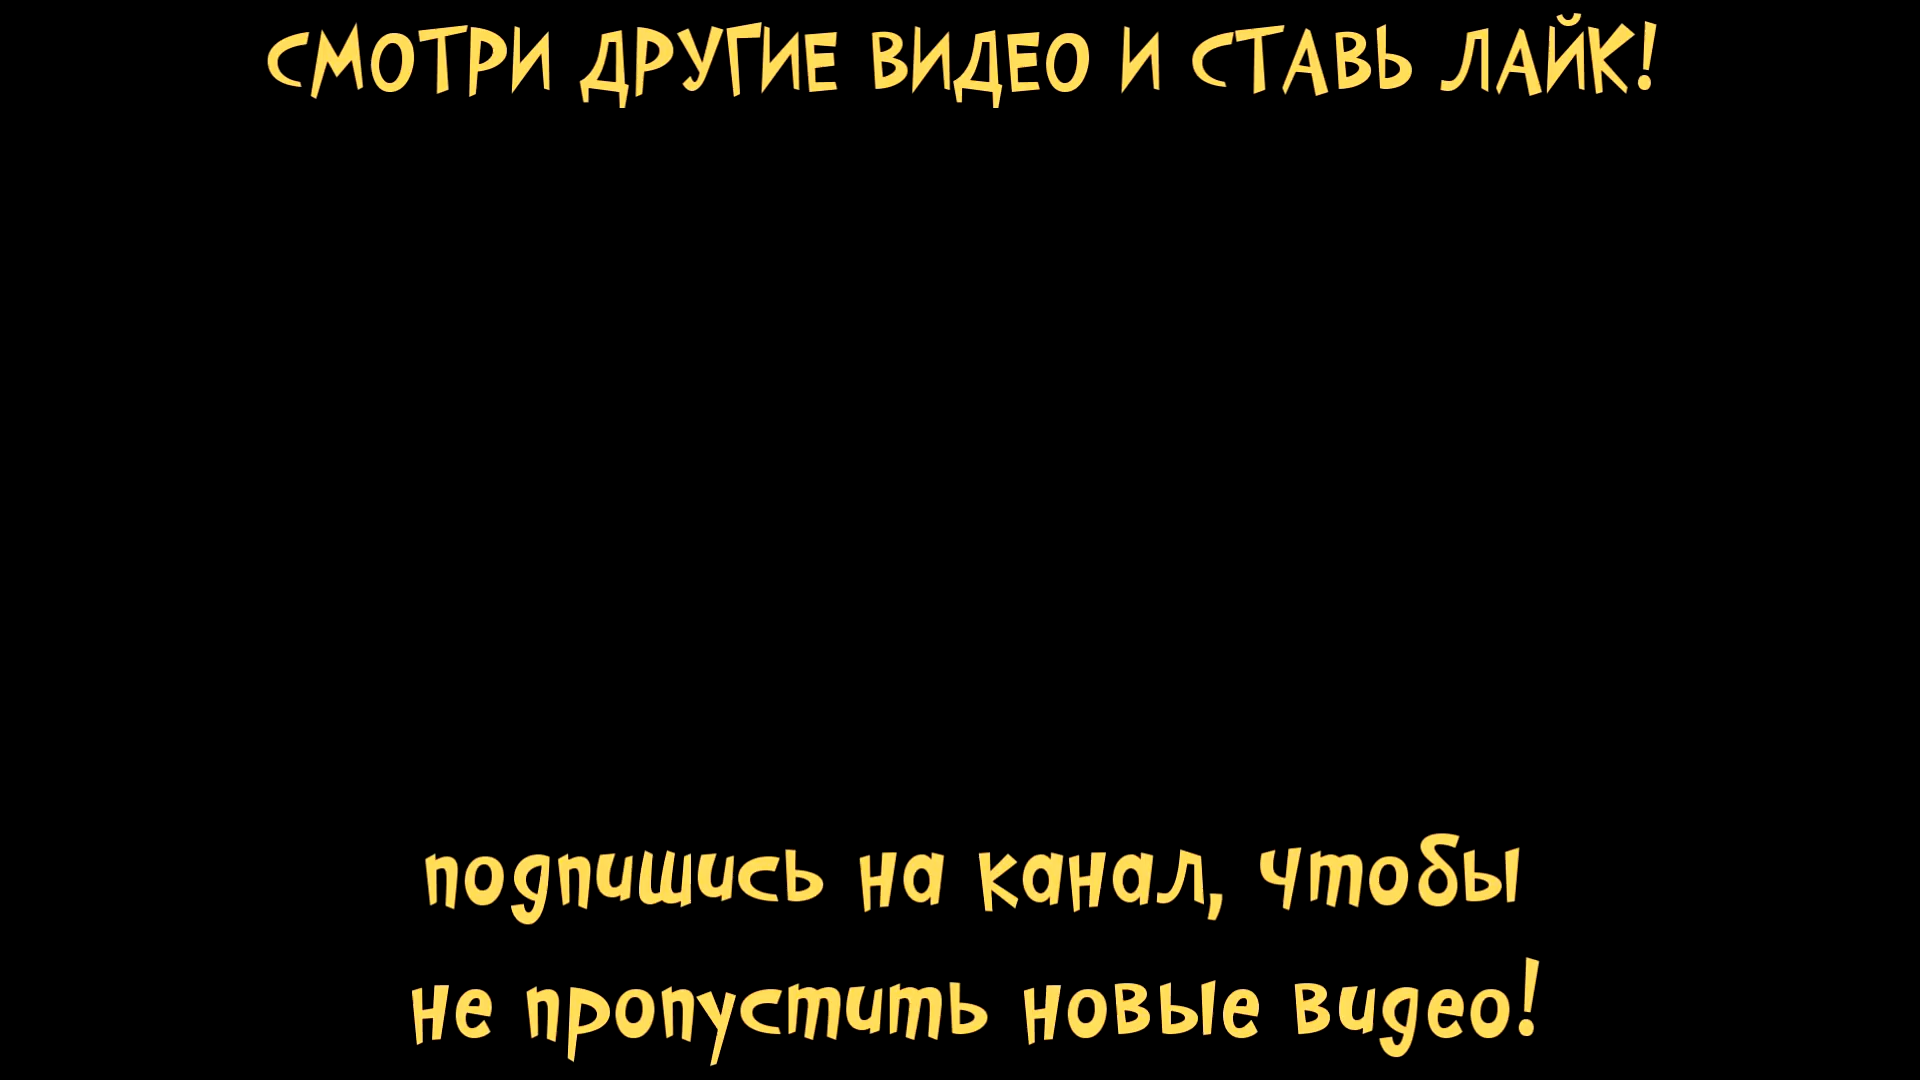 СМОТРИ ДРУГИЕ ВИДЕО И СТАВЬ ЛАЙК!
подпишись на канал, чтобы
не пропустить новые видео!